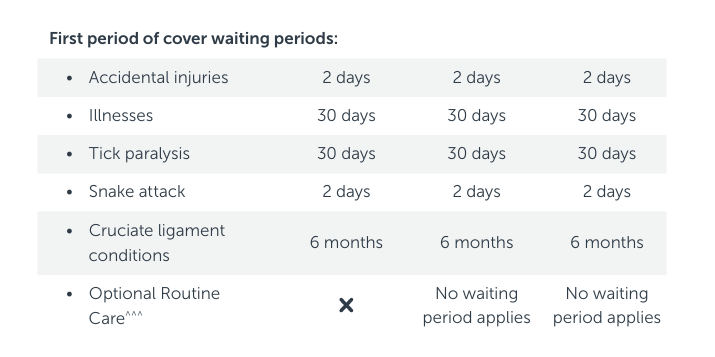 First period of cover waiting periods:
• Accidental injuries 2 days 2 days 2 days
• Illnesses 30 days 30 days 30 days
• Tick paralysis 30 days 30 days 30 days
• Snake attack 2 days 2 days 2 days
• Cruciate ligament
conditions 6 months 6 months 6 months
• Optional Routine
Care^^^ ✖ No waiting
period applies No waiting
period applies